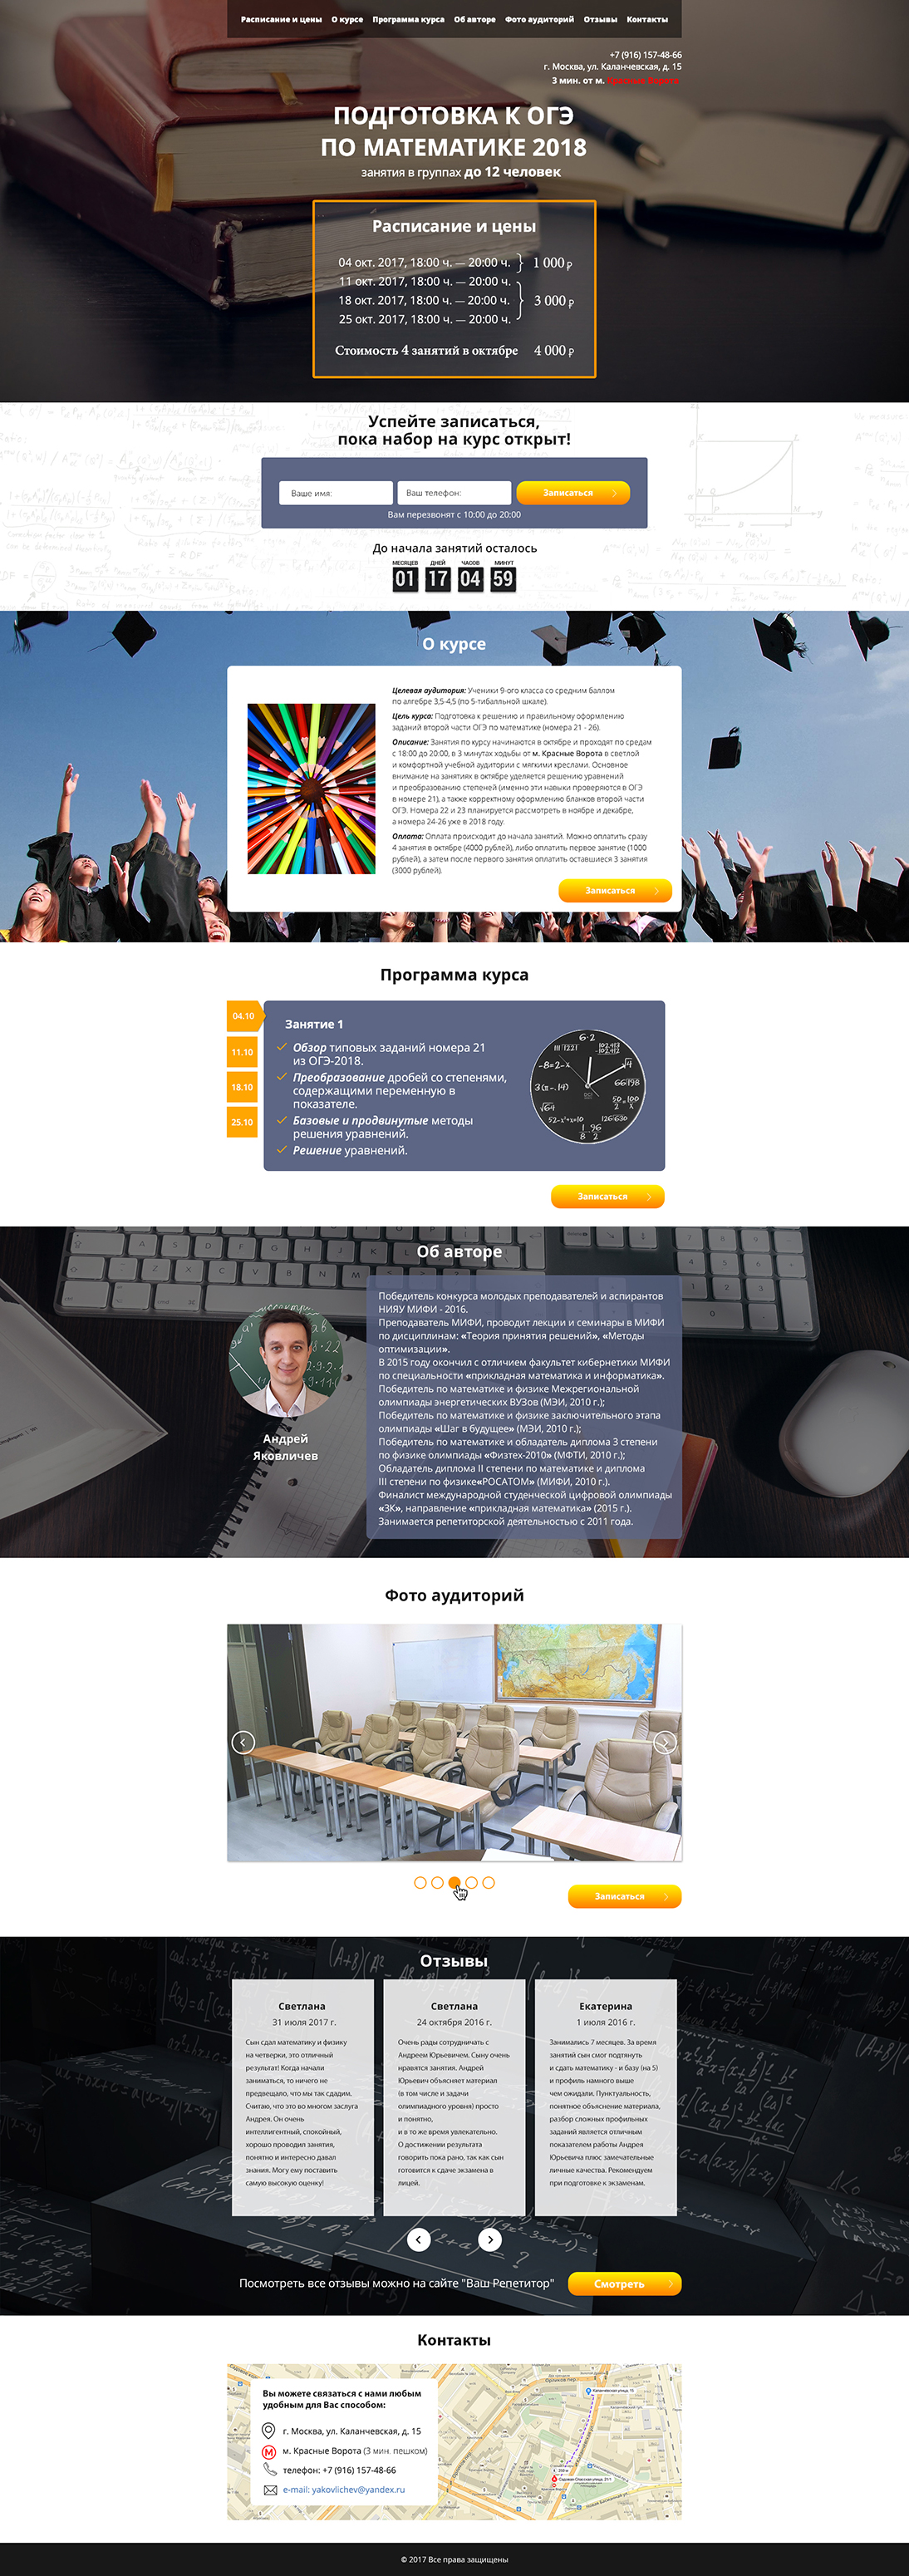 Расписание и цены О курсе Программа курса Об авторе Фото аудиторий Отзывы Контакты
+7 (916) 157-48-66
г. Москва, ул. Каланчевская, д. 15
3 мин. от м. Красные Ворота
ПОДГОТОВКА К ОГЭ
ПО МАТЕМАТИКЕ 2018
занятия в группах до 12 человек
Расписание и цены
04 окт. 2017, 18:00 ч. — 20:00 ч. } 1 000 ₽
11 окт. 2017, 18:00 ч. — 20:00 ч.
18 окт. 2017, 18:00 ч. — 20:00 ч. } 3 000 ₽
25 окт. 2017, 18:00 ч. — 20:00 ч.
Стоимость 4 занятий в октябре 4 000 ₽
Успейте записаться,
пока набор на курс открыт!
Ваше имя: Ваш телефон: Записаться
Вам перезвонят с 10:00 до 20:00
До начала занятий осталось
МЕСЯЦЕВ ДНЕЙ ЧАСОВ МИНУТ
01 17 04 59
О курсе
Целевая аудитория: Ученики 9-ого класса со средним баллом
по алгебре 3,5-4,5 (по 5-тибалльной шкале).
Цель курса: Подготовка к решению и правильному оформлению
заданий второй части ОГЭ по математике (номера 21 - 26).
Описание: Занятия по курсу начинаются в октябре и проходят по средам
с 18:00 до 20:00, в 3 минутах ходьбы от м. Красные Ворота в светлой
и комфортной учебной аудитории с мягкими креслами. Основное
внимание на занятиях в октябре уделяется решению уравнений
и преобразованию степеней (именно эти навыки проверяются в ОГЭ
в номере 21), а также корректному оформлению бланков второй части
ОГЭ. Номера 22 и 23 планируется рассмотреть в ноябре и декабре,
а номера 24-26 уже в 2018 году.
Оплата: Оплата происходит до начала занятий. Можно оплатить сразу
4 занятия в октябре (4000 рублей), либо оплатить первое занятие (1000
рублей), а затем после первого занятия оплатить оставшиеся 3 занятия
(3000 рублей).
Записаться
Программа курса
04.10
11.10
18.10
25.10
Занятие 1
Обзор типовых заданий номера 21
из ОГЭ-2018.
Преобразование дробей со степенями,
содержащими переменную в
показателе.
Базовые и продвинутые методы
решения уравнений.
Решение уравнений.
Записаться
Об авторе
Андрей
Яковличев
Победитель конкурса молодых преподавателей и аспирантов
НИЯУ МИФИ - 2016.
Преподаватель МИФИ, проводит лекции и семинары в МИФИ
по дисциплинам: «Теория принятия решений», «Методы
оптимизации».
В 2015 году окончил с отличием факультет кибернетики МИФИ
по специальности «прикладная математика и информатика».
Победитель по математике и физике Межрегиональной
олимпиады энергетических ВУЗов (МЭИ, 2010 г.);
Победитель по математике и физике заключительного этапа
олимпиады «Шаг в будущее» (МЭИ, 2010 г.);
Победитель по математике и обладатель диплома 3 степени
по физике олимпиады «Физтех-2010» (МФТИ, 2010 г.);
Обладатель диплома II степени по математике и диплома
III степени по физике«РОСАТОМ» (МИФИ, 2010 г.).
Финалист международной студенческой цифровой олимпиады
«ЗК», направление «прикладная математика» (2015 г.).
Занимается репетиторской деятельностью с 2011 года.
Фото аудиторий
Записаться
Отзывы
Светлана
31 июля 2017 г.
Сын сдал математику и физику
на четверки, это отличный
результат! Когда начали
заниматься, то ничего не
предвещало, что мы так сдадим.
Считаю, что это во многом заслуга
Андрея. Он очень
интеллигентный, спокойный,
хорошо проводил занятия,
понятно и интересно давал
знания. Могу ему поставить
самую высокую оценку!
Светлана
24 октября 2016 г.
Очень рады сотрудничать с
Андреем Юрьевичем. Сыну очень
нравятся занятия. Андрей
Юрьевич объясняет материал
(в том числе и задачи
олимпиадного уровня) просто
и понятно,
и в то же время увлекательно.
О достижении результата
говорить пока рано, так как сын
готовится к сдаче экзамена в
лицей.
Екатерина
1 июля 2016 г.
Занимались 7 месяцев. За время
занятий сын смог подтянуть
и сдать математику - и базу (на 5)
и профиль намного выше
чем ожидали. Пунктуальность,
понятное объяснение материала,
разбор сложных профильных
заданий является отличным
показателем работы Андрея
Юрьевича плюс замечательные
личные качества. Рекомендуем
при подготовке к экзаменам.
Посмотреть все отзывы можно на сайте "Ваш Репетитор" Смотреть
Контакты
Вы можете связаться с нами любым
удобным для Вас способом:
г. Москва, ул. Каланчевская, д. 15
м. Красные Ворота (3 мин. пешком)
телефон: +7 (916) 157-48-66
e-mail: yakovlichev@yandex.ru
Каланчёвская улица, 15
Садовая-Спасская улица, 21/1
© 2017 Все права защищены